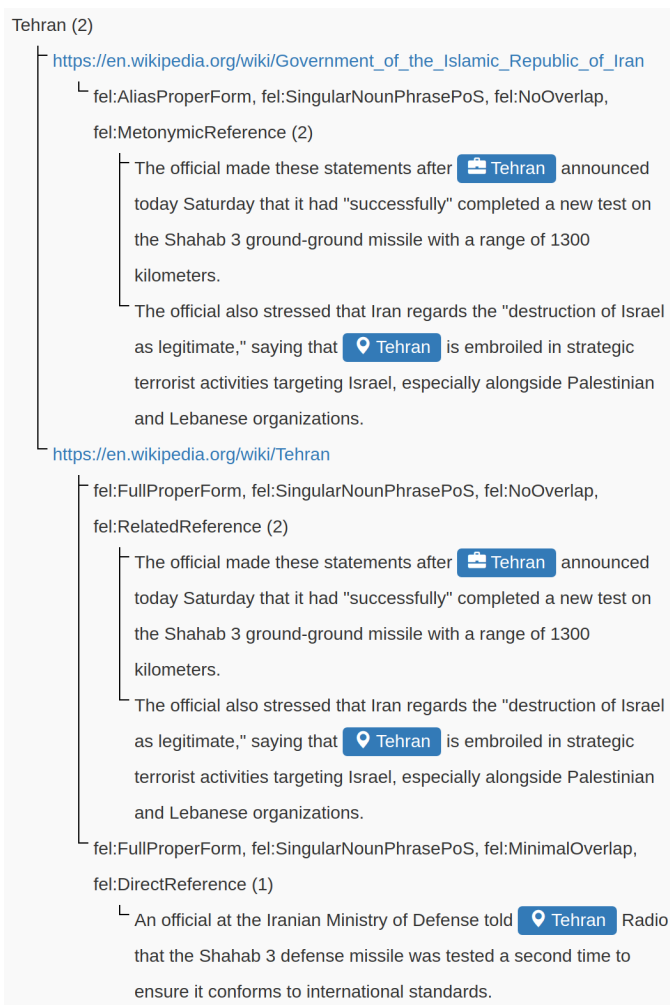 Tehran (2)
https://en.wikipedia.org/wiki/Government_of_the_Islamic_Republic_of_Iran
fel:AliasProperForm, fel:SingularNounPhrasePoS, fel:NoOverlap,
fel:MetonymicReference (2)
The official made these statements after Tehran announced
today Saturday that it had "successfully" completed a new test on
the Shahab 3 ground-ground missile with a range of 1300
kilometers.
The official also stressed that Iran regards the "destruction of Israel
as legitimate," saying that Tehran is embroiled in strategic
terrorist activities targeting Israel, especially alongside Palestinian
and Lebanese organizations.
https://en.wikipedia.org/wiki/Tehran
fel:FullProperForm, fel:SingularNounPhrasePoS, fel:NoOverlap,
fel:RelatedReference (2)
The official made these statements after Tehran announced
today Saturday that it had "successfully" completed a new test on
the Shahab 3 ground-ground missile with a range of 1300
kilometers.
The official also stressed that Iran regards the "destruction of Israel
as legitimate," saying that Tehran is embroiled in strategic
terrorist activities targeting Israel, especially alongside Palestinian
and Lebanese organizations.
fel:FullProperForm, fel:SingularNounPhrasePoS, fel:MinimalOverlap,
fel:DirectReference (1)
An official at the Iranian Ministry of Defense told Tehran Radio
that the Shahab 3 defense missile was tested a second time to
ensure it conforms to international standards.